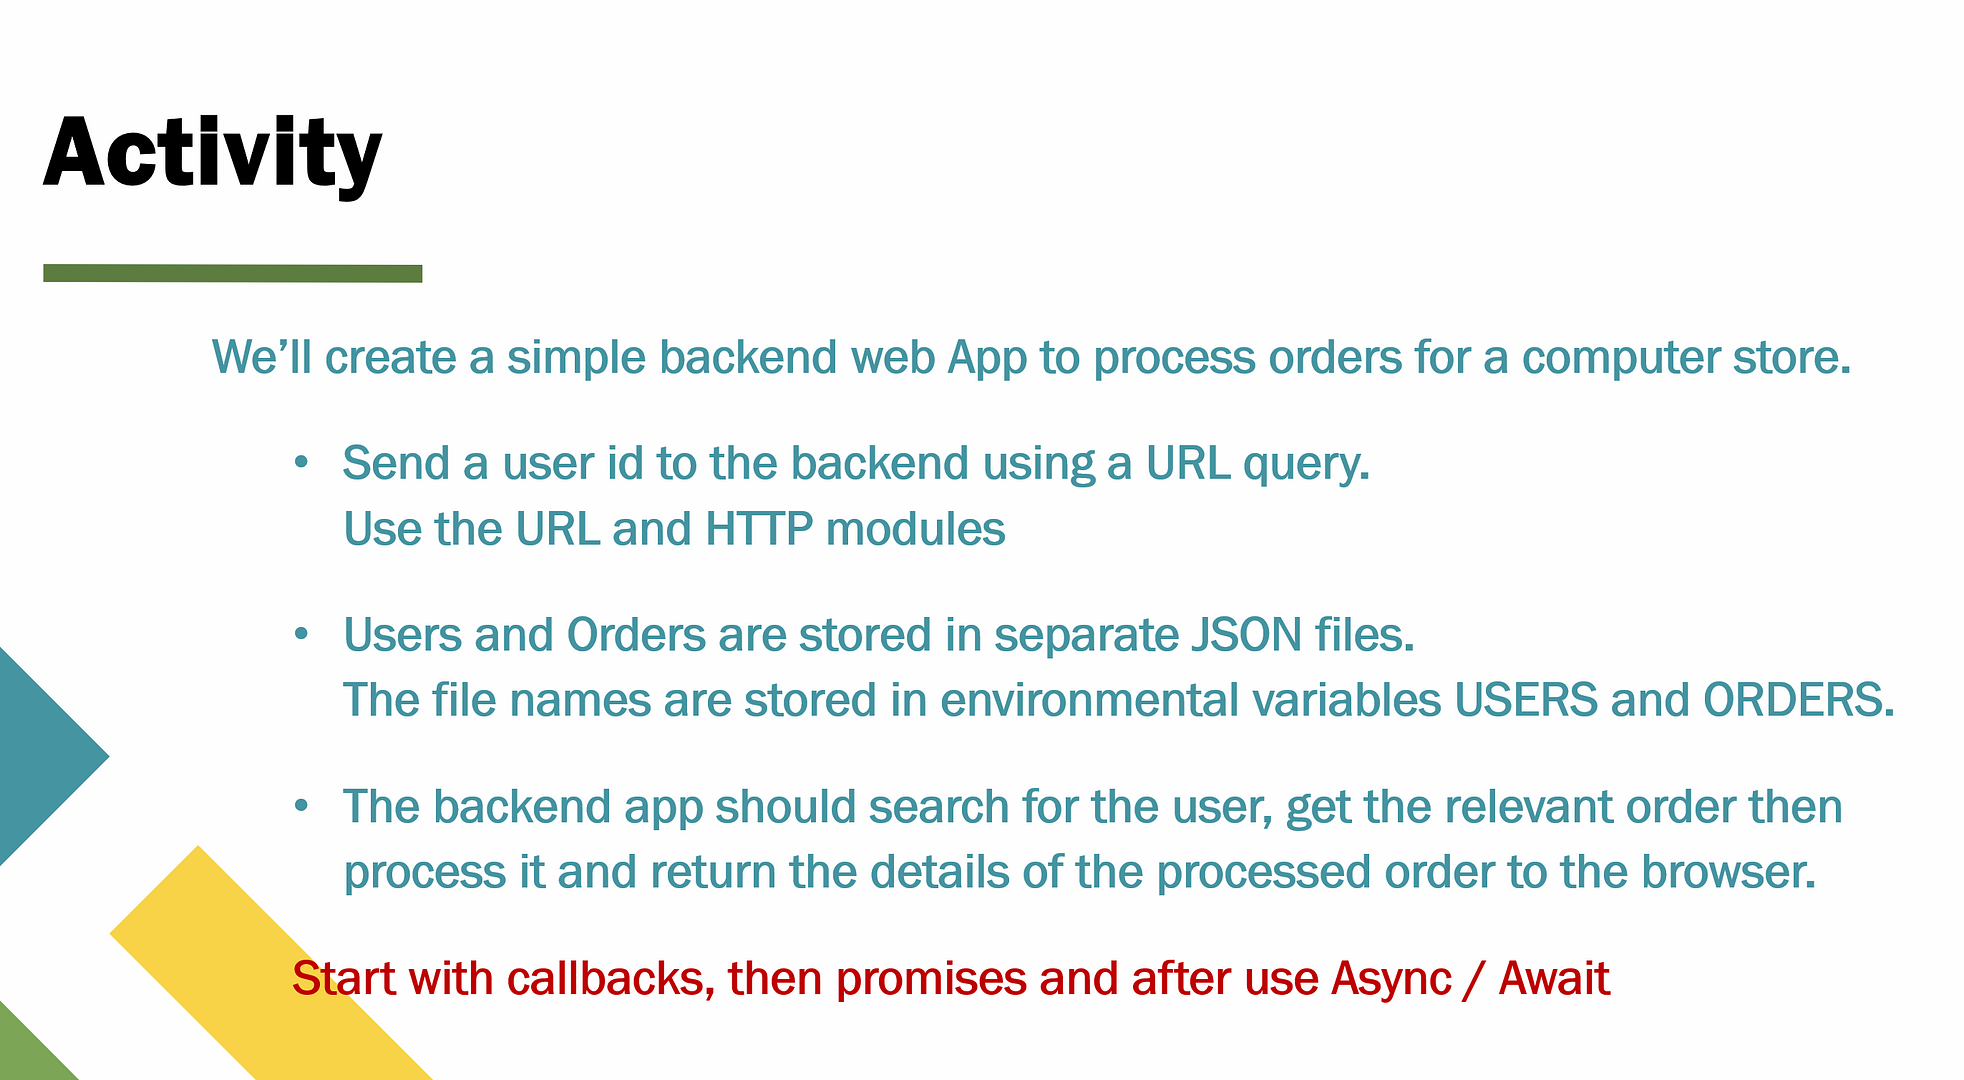 Activity
We’ll create a simple backend web App to process orders for a computer store.
• Send a user id to the backend using a URL query.
Use the URL and HTTP modules
• Users and Orders are stored in separate JSON files.
The file names are stored in environmental variables USERS and ORDERS.
• The backend app should search for the user, get the relevant order then
process it and return the details of the processed order to the browser.
Start with callbacks, then promises and after use Async / Await